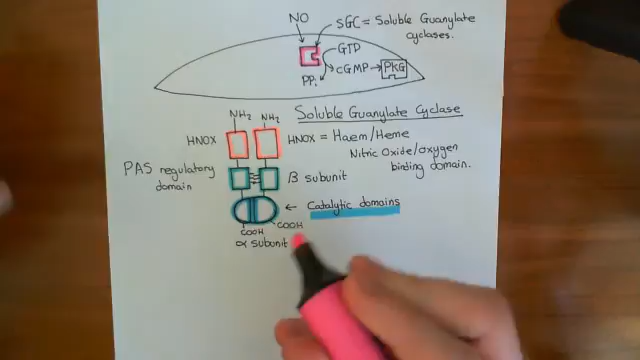 NO
sGC = Soluble Guanylate
cyclases.
GTP
cGMP → PKG
PPi
Soluble Guanylate Cyclase
NH2 NH2
HNOX
HNOX = Haem/Heme
Nitric Oxide/oxygen
binding domain.
PAS regulatory
domain
β subunit
← Catalytic domains
COOH
COOH
α subunit